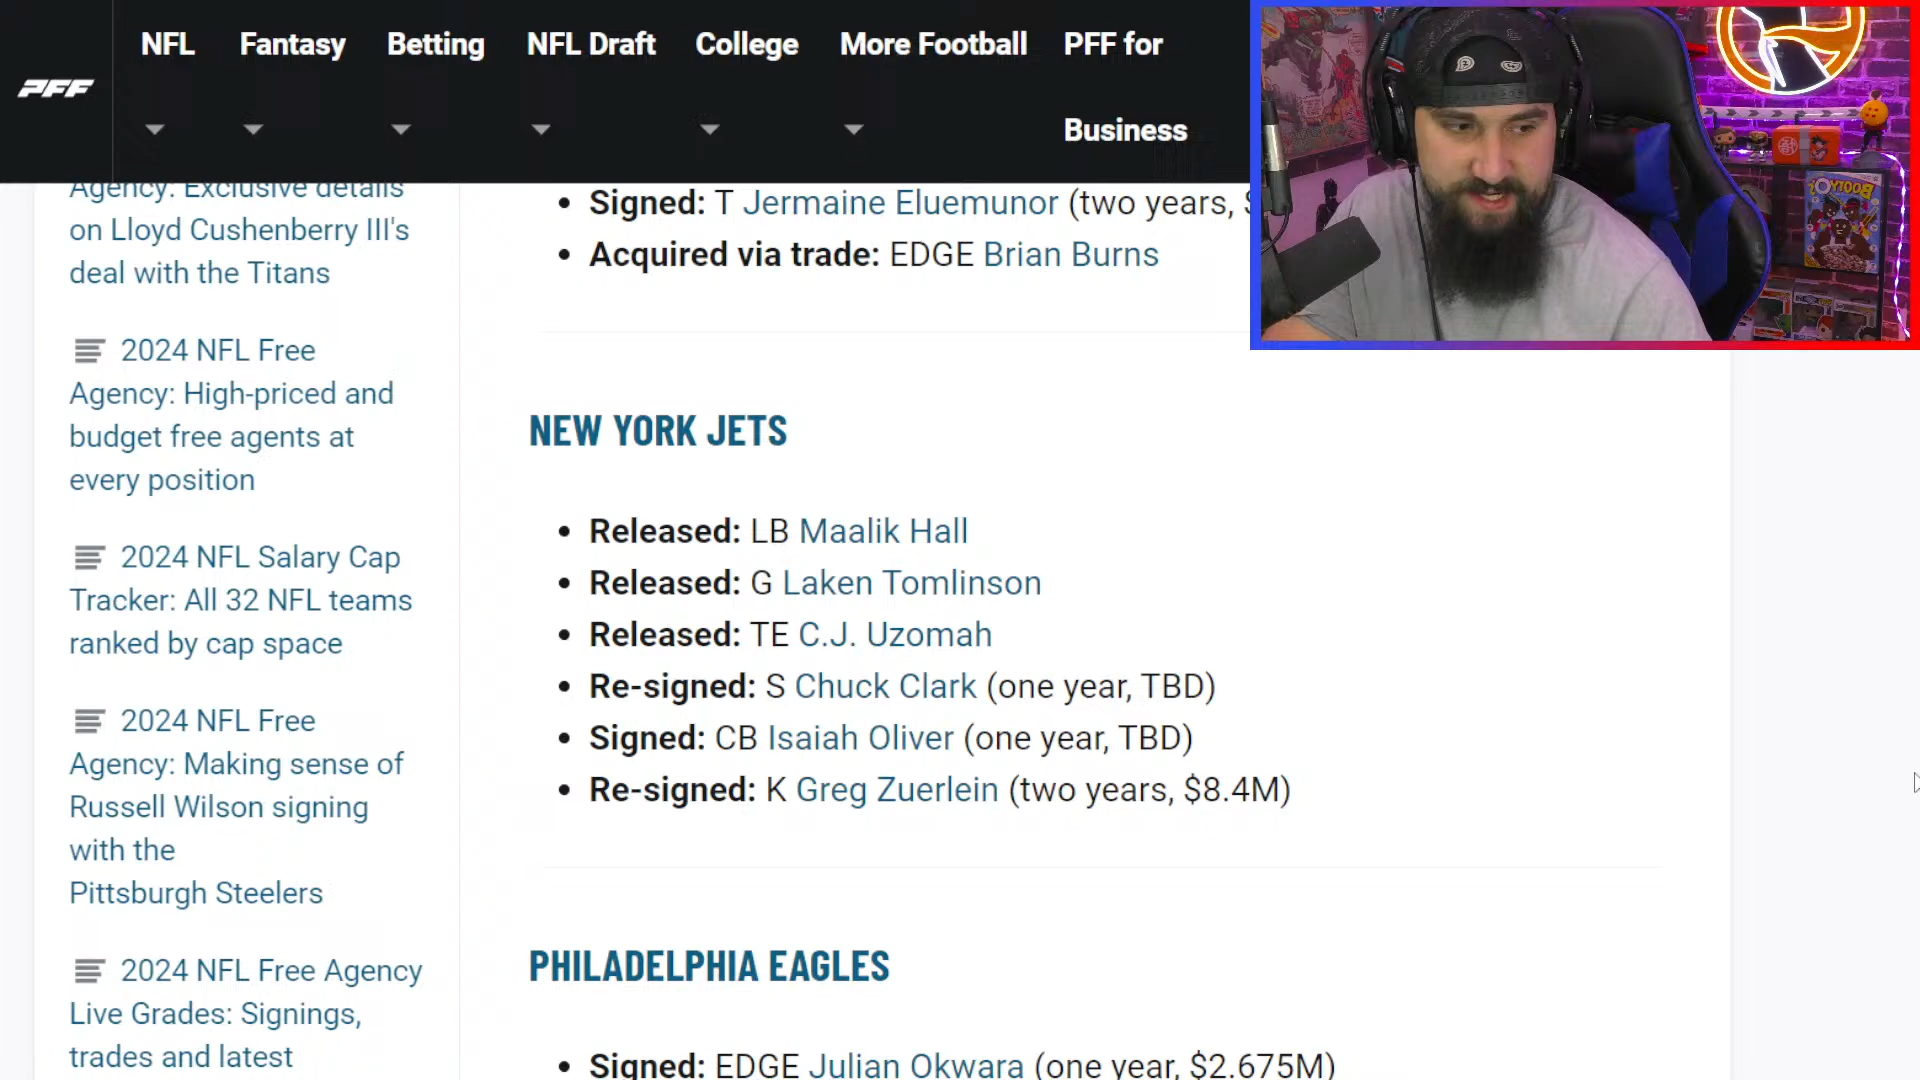 PFF
NFL
Fantasy
Betting
NFL Draft
College
More Football
PFF for
Business
Agency: Exclusive details
on Lloyd Cushenberry III's
deal with the Titans
2024 NFL Free
Agency: High-priced and
budget free agents at
every position
2024 NFL Salary Cap
Tracker: All 32 NFL teams
ranked by cap space
2024 NFL Free
Agency: Making sense of
Russell Wilson signing
with the
Pittsburgh Steelers
2024 NFL Free Agency
Live Grades: Signings,
trades and latest
• Signed: T Jermaine Eluemunor (two years,
• Acquired via trade: EDGE Brian Burns
NEW YORK JETS
• Released: LB Maalik Hall
• Released: G Laken Tomlinson
• Released: TE C.J. Uzomah
• Re-signed: S Chuck Clark (one year, TBD)
• Signed: CB Isaiah Oliver (one year, TBD)
• Re-signed: K Greg Zuerlein (two years, $8.4M)
PHILADELPHIA EAGLES
• Signed: EDGE Julian Okwara (one year, $2.675M)